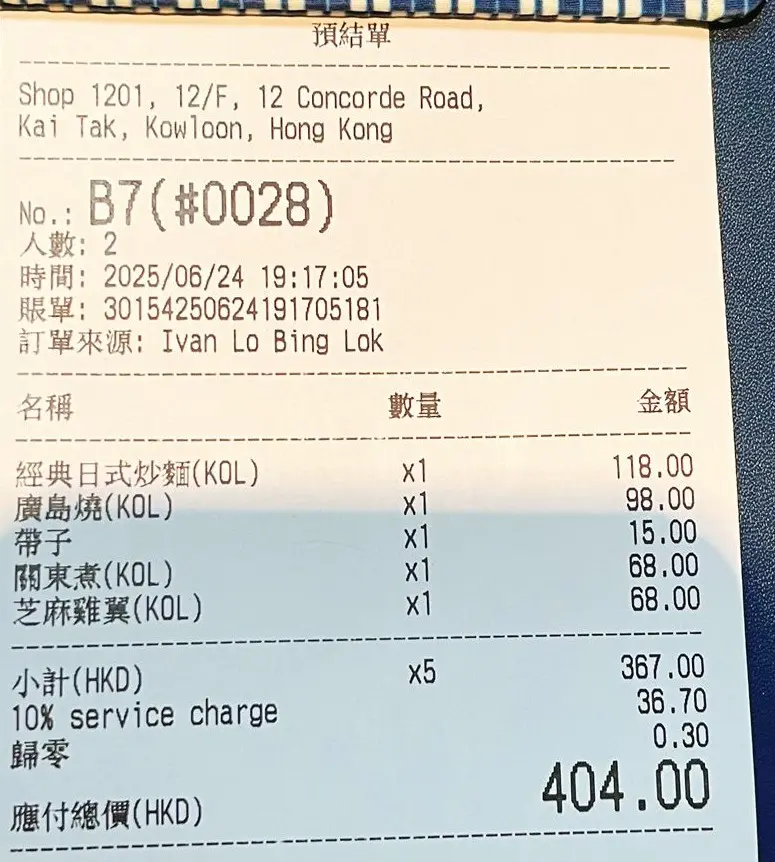 預結單
Shop 1201, 12/F, 12 Concorde Road,
Kai Tak, Kowloon, Hong Kong
No.: B7(#0028)
人數: 2
時間: 2025/06/24 19:17:05
賬單: 30154250624191705181
訂單來源: Ivan Lo Bing Lok
名稱 數量 金額
經典日式炒麵(KOL) x1 118.00
廣島燒(KOL) x1 98.00
帶子 x1 15.00
關東煮(KOL) x1 68.00
芝麻雞翼(KOL) x1 68.00
小計(HKD) x5 367.00
10% service charge 36.70
歸零 0.30
應付總價(HKD) 404.00